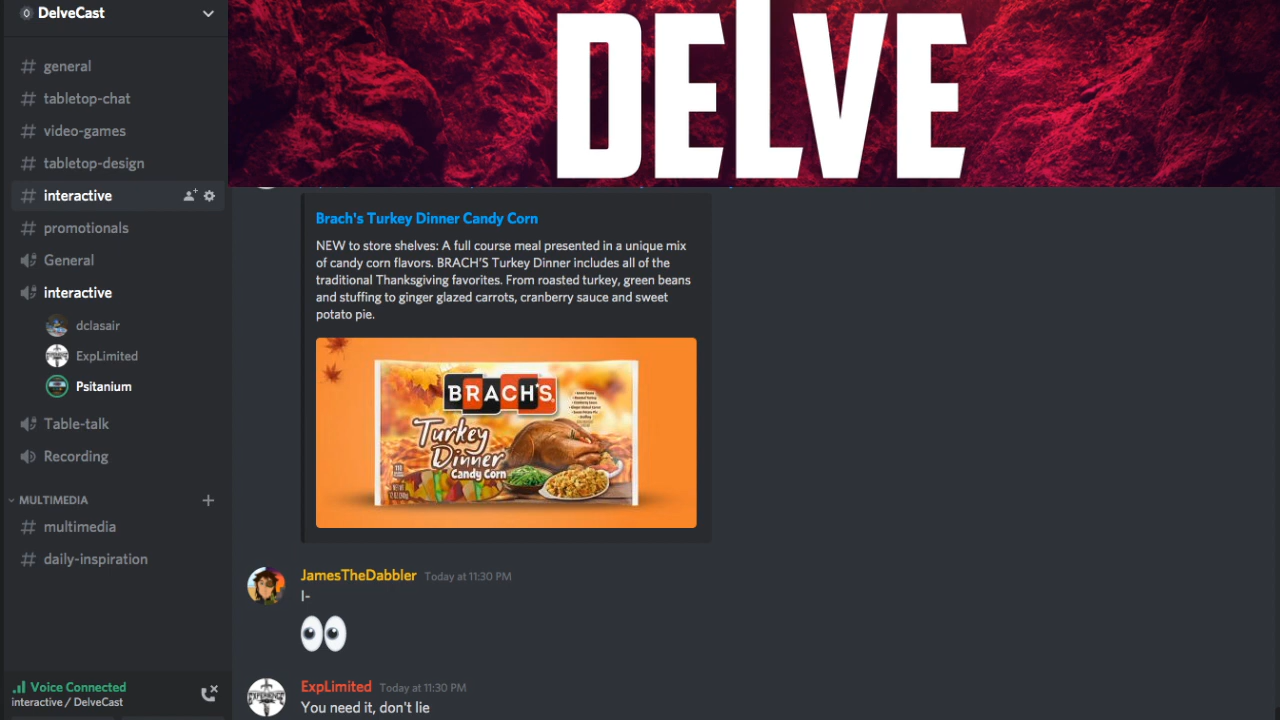 DelveCast
general
tabletop-chat
video-games
tabletop-design
interactive
promotionals
General
interactive
dclasair
ExpLimited
Psitanium
Table-talk
Recording
MULTIMEDIA
multimedia
daily-inspiration
Voice Connected
interactive / DelveCast
DELVE
Brach's Turkey Dinner Candy Corn
NEW to store shelves: A full course meal presented in a unique mix
of candy corn flavors. BRACH'S Turkey Dinner includes all of the
traditional Thanksgiving favorites. From roasted turkey, green beans
and stuffing to ginger glazed carrots, cranberry sauce and sweet
potato pie.
BRACH'S
Turkey
Dinner
Candy Corn
JamesTheDabbler Today at 11:30 PM
I-
ExpLimited Today at 11:30 PM
You need it, don't lie